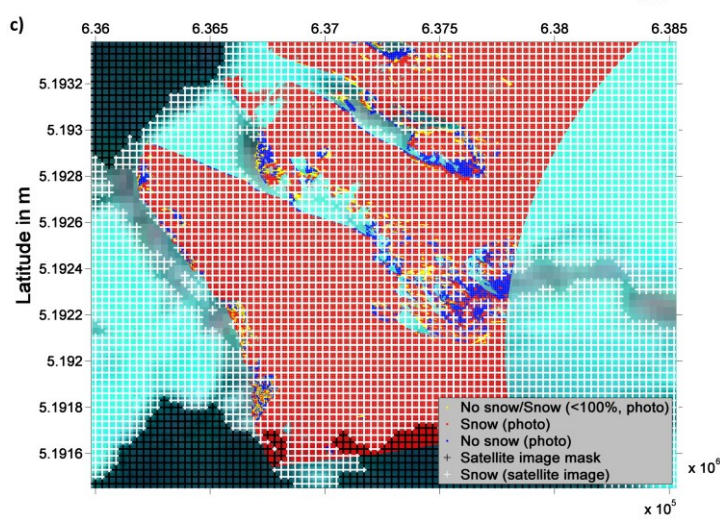 c)
6.36 6.365 6.37 6.375 6.38 6.385
5.1932
5.193
5.1928
5.1926
5.1924
5.1922
5.192
5.1918
5.1916
Latitude in m
No snow/Snow (<100%, photo)
Snow (photo)
No snow (photo)
Satellite image mask
Snow (satellite image)
x 10⁶
x 10⁵